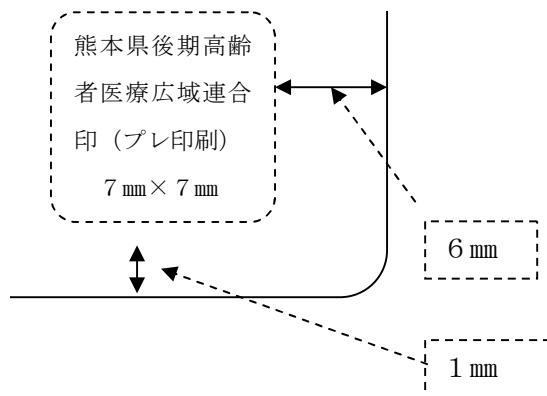 熊本県後期高齢
者医療広域連合
印（プレ印刷）
７㎜×７㎜
６㎜
１㎜